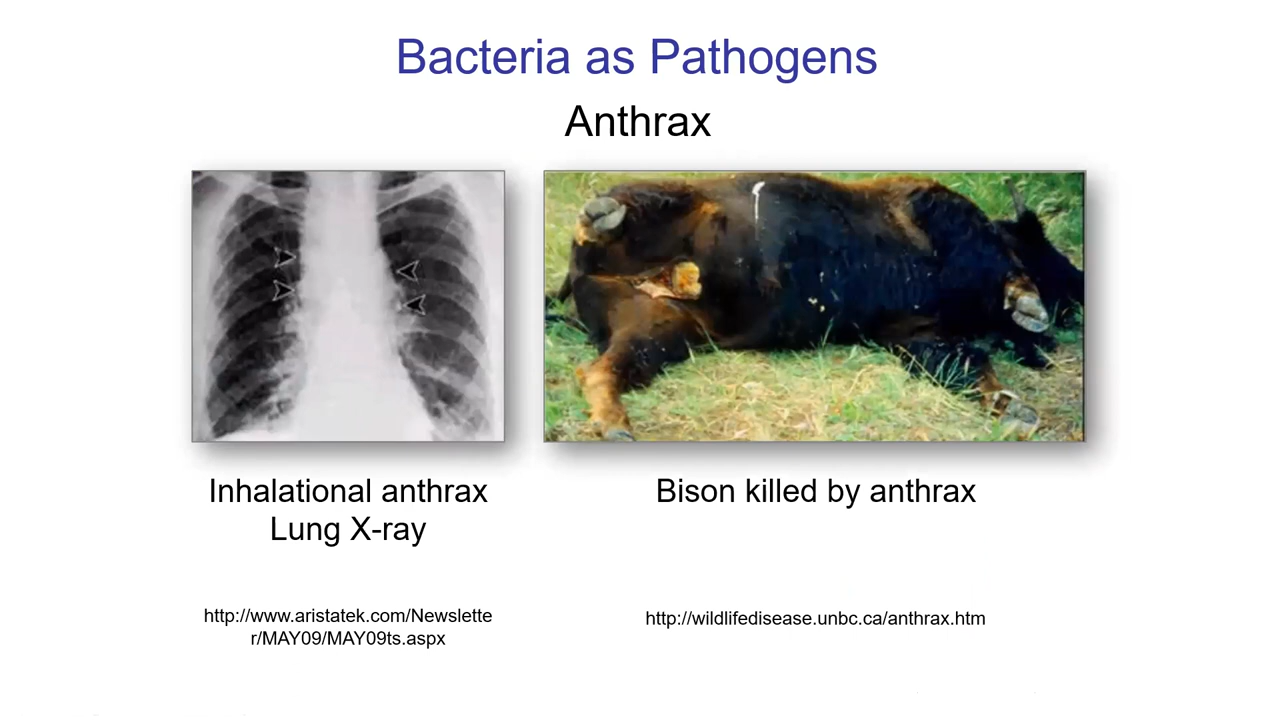 Bacteria as Pathogens
Anthrax
Inhalational anthrax
Lung X-ray
Bison killed by anthrax
http://www.aristatek.com/Newslette
r/MAY09/MAY09ts.aspx
http://wildlifedisease.unbc.ca/anthrax.htm